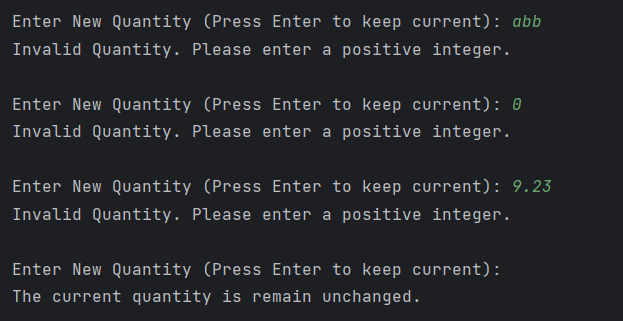 Enter New Quantity (Press Enter to keep current): abb
Invalid Quantity. Please enter a positive integer.
Enter New Quantity (Press Enter to keep current): 0
Invalid Quantity. Please enter a positive integer.
Enter New Quantity (Press Enter to keep current): 9.23
Invalid Quantity. Please enter a positive integer.
Enter New Quantity (Press Enter to keep current):
The current quantity is remain unchanged.